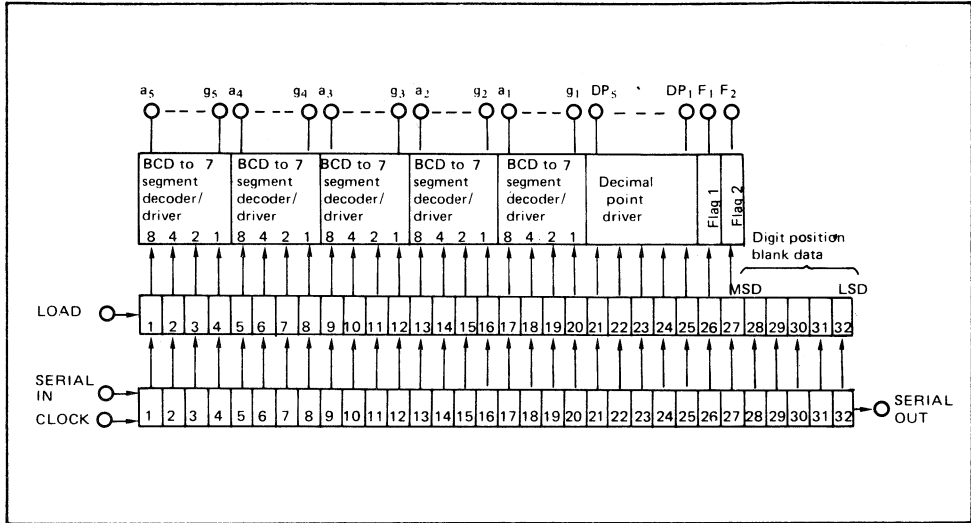 a5 g5 a4 g4 a3 g3 a2 g2 a1 g1 DP5 DP1 F1 F2
BCD to 7 segment decoder/ driver
BCD to 7 segment decoder/ driver
BCD to 7 segment decoder/ driver
BCD to 7 segment decoder/ driver
BCD to 7 segment decoder/ driver
Decimal point driver
Flag 1
Flag 2
8 4 2 1 8 4 2 1 8 4 2 1 8 4 2 1 8 4 2 1
Digit position
blank data
MSD LSD
LOAD
1 2 3 4 5 6 7 8 9 10 11 12 13 14 15 16 17 18 19 20 21 22 23 24 25 26 27 28 29 30 31 32
SERIAL
IN
CLOCK
1 2 3 4 5 6 7 8 9 10 11 12 13 14 15 16 17 18 19 20 21 22 23 24 25 26 27 28 29 30 31 32
SERIAL
OUT